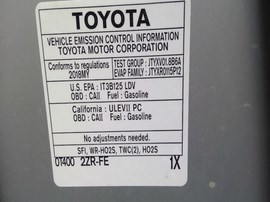 TOYOTA
VEHICLE EMISSION CONTROL INFORMATION
TOYOTA MOTOR CORPORATION
Conforms to regulations
2018MY
TEST GROUP : JTYXV01.8B6A
EVAP FAMILY : JTYXR0115P12
U.S. EPA : T3B125 LDV
OBD : CAII Fuel : Gasoline
California : ULEV11 PC
OBD : CAII Fuel : Gasoline
No adjustments needed.
SFI, WR-HO2S, TWC(2), HO2S
0T400 2ZR-FE 1X